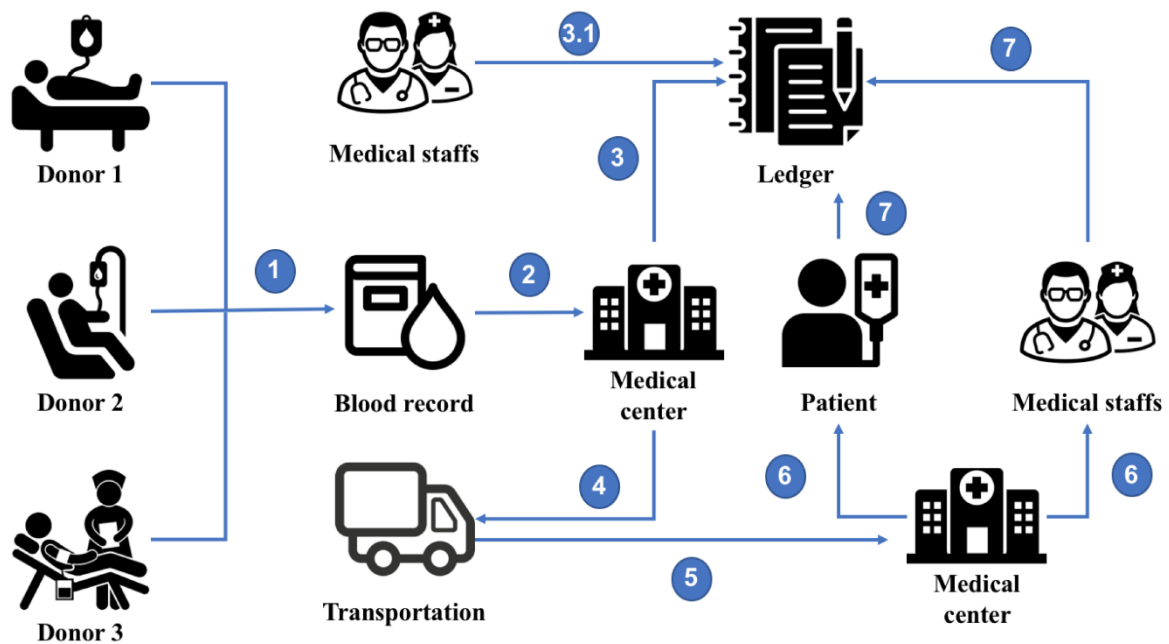 3.1
7
Medical staffs
Donor 1
3
Ledger
7
1
2
Donor 2
Blood record
Medical
center
Patient
Medical staffs
4
6
6
5
Donor 3
Transportation
Medical
center